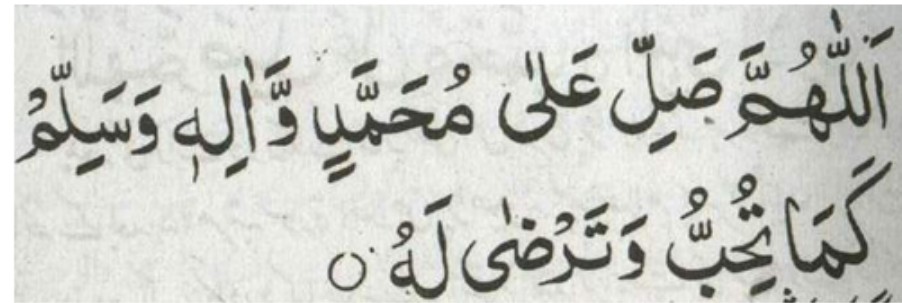 اَللّٰهُمَّ صَلِّ عَلٰى مُحَمَّدٍ وَّاٰلِهٖ وَسَلِّمْ
كَمَا تُحِبُّ وَتَرْضٰى لَهُ ○